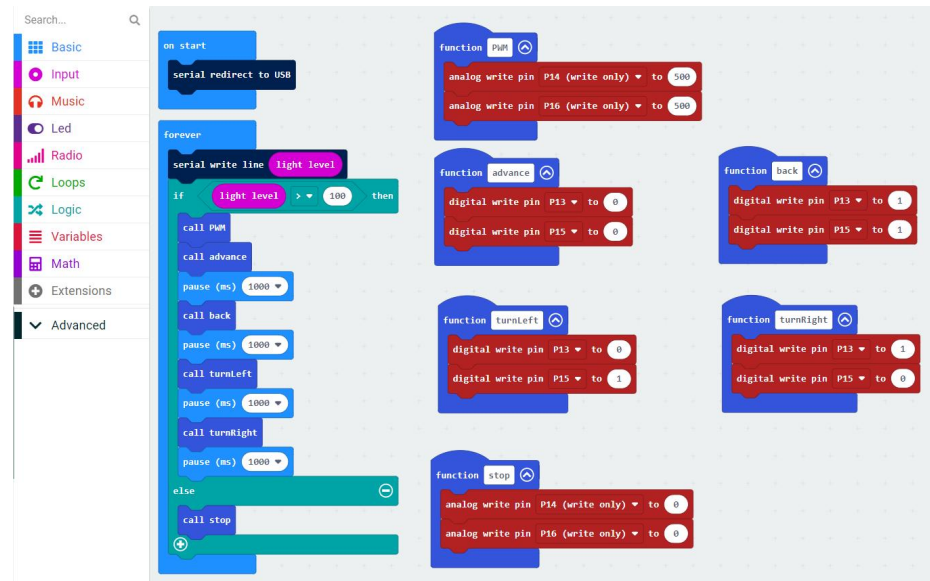 Search...
Basic
Input
Music
Led
Radio
Loops
Logic
Variables
Math
Extensions
Advanced
on start
serial redirect to USB
forever
serial write line light level
if light level > 100 then
call PWM
call advance
pause (ms) 1000
call back
pause (ms) 1000
call turnLeft
pause (ms) 1000
call turnRight
pause (ms) 1000
else
call stop
function PWM
analog write pin P14 (write only) to 500
analog write pin P16 (write only) to 500
function advance
digital write pin P13 to 0
digital write pin P15 to 0
function back
digital write pin P13 to 1
digital write pin P15 to 1
function turnLeft
digital write pin P13 to 0
digital write pin P15 to 1
function turnRight
digital write pin P13 to 1
digital write pin P15 to 0
function stop
analog write pin P14 (write only) to 0
analog write pin P16 (write only) to 0